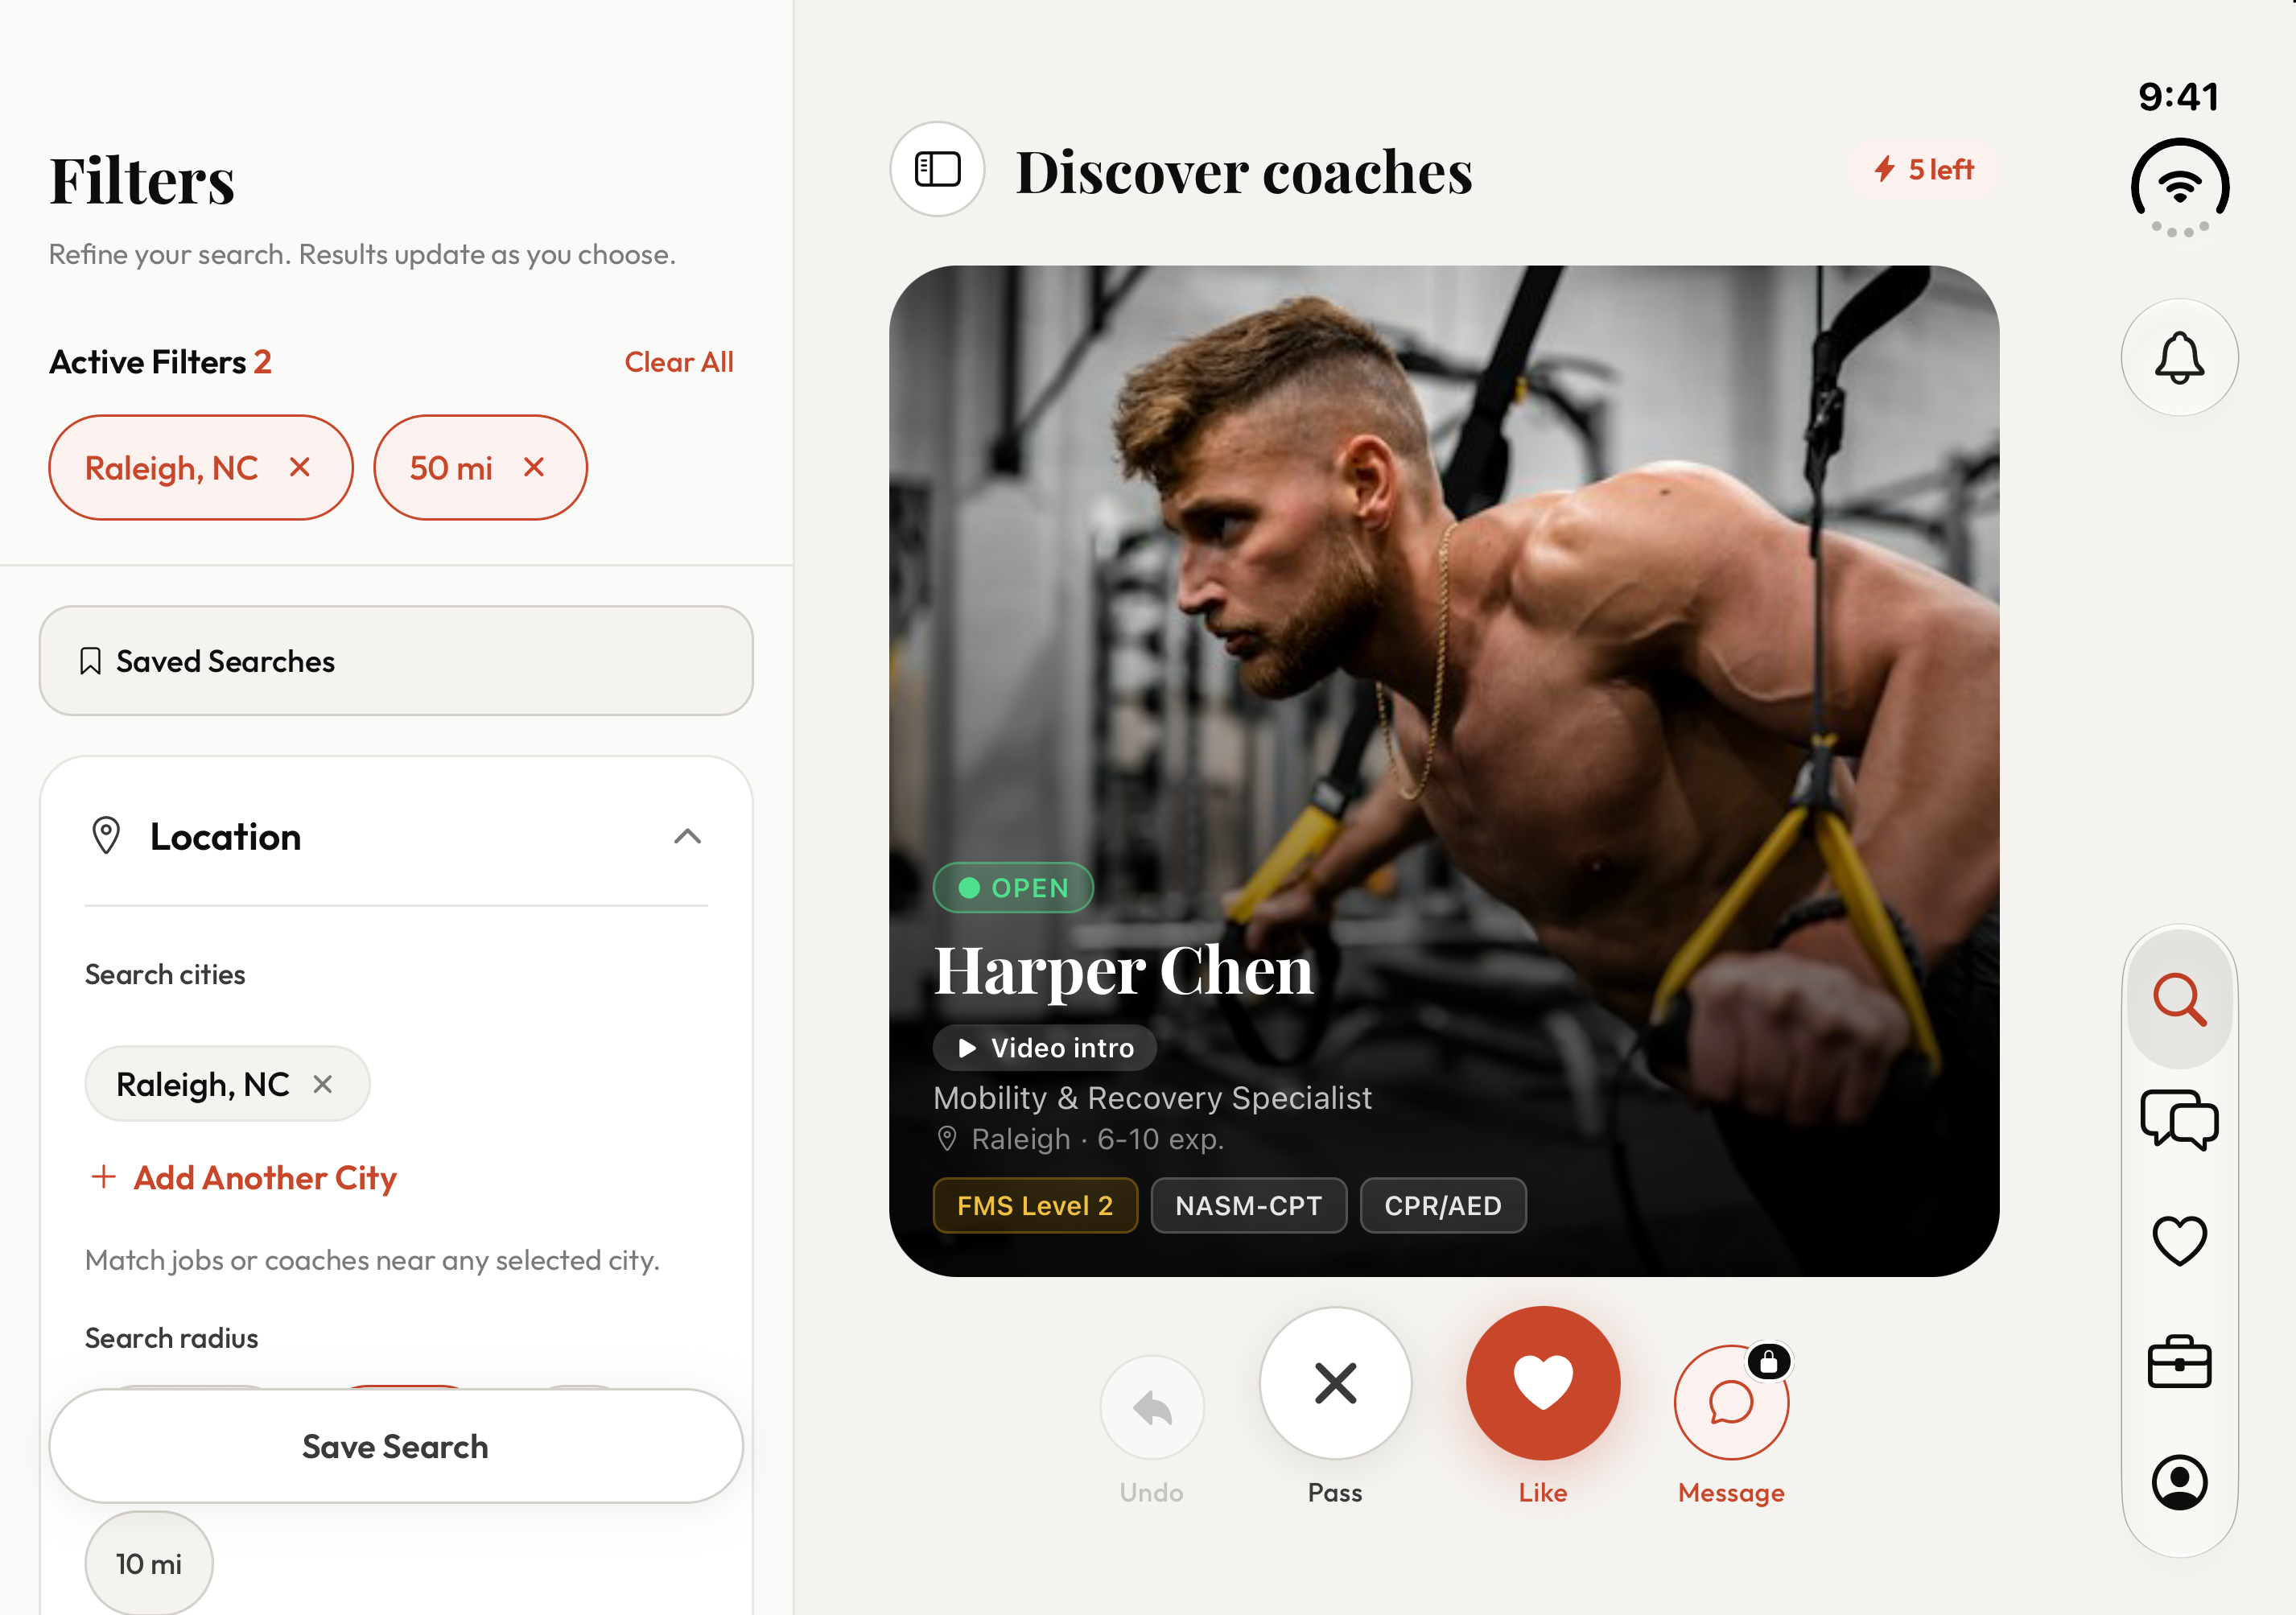 Filters
Refine your search. Results update as you choose.
Active Filters 2
Clear All
Raleigh, NC
50 mi
Saved Searches
Location
Search cities
Raleigh, NC
Add Another City
Match jobs or coaches near any selected city.
Search radius
Save Search
10 mi
Discover coaches
5 left
OPEN
Harper Chen
Video intro
Mobility & Recovery Specialist
Raleigh · 6-10 exp.
FMS Level 2
NASM-CPT
CPR/AED
Undo
Pass
Like
Message
9:41